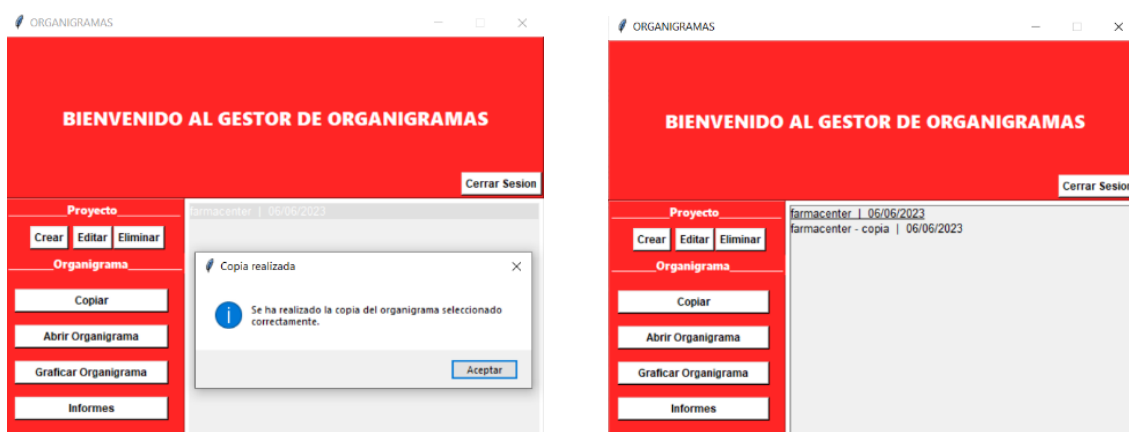 ORGANIGRAMAS
BIENVENIDO AL GESTOR DE ORGANIGRAMAS
Cerrar Sesion
Proyecto
farmacenter | 06/06/2023
Crear Editar Eliminar
Organigrama
Copia realizada
Copiar
Se ha realizado la copia del organigrama seleccionado
correctamente.
Abrir Organigrama
Aceptar
Graficar Organigrama
Informes
ORGANIGRAMAS
BIENVENIDO AL GESTOR DE ORGANIGRAMAS
Cerrar Sesion
Proyecto
farmacenter | 06/06/2023
farmacenter - copia | 06/06/2023
Crear Editar Eliminar
Organigrama
Copiar
Abrir Organigrama
Graficar Organigrama
Informes